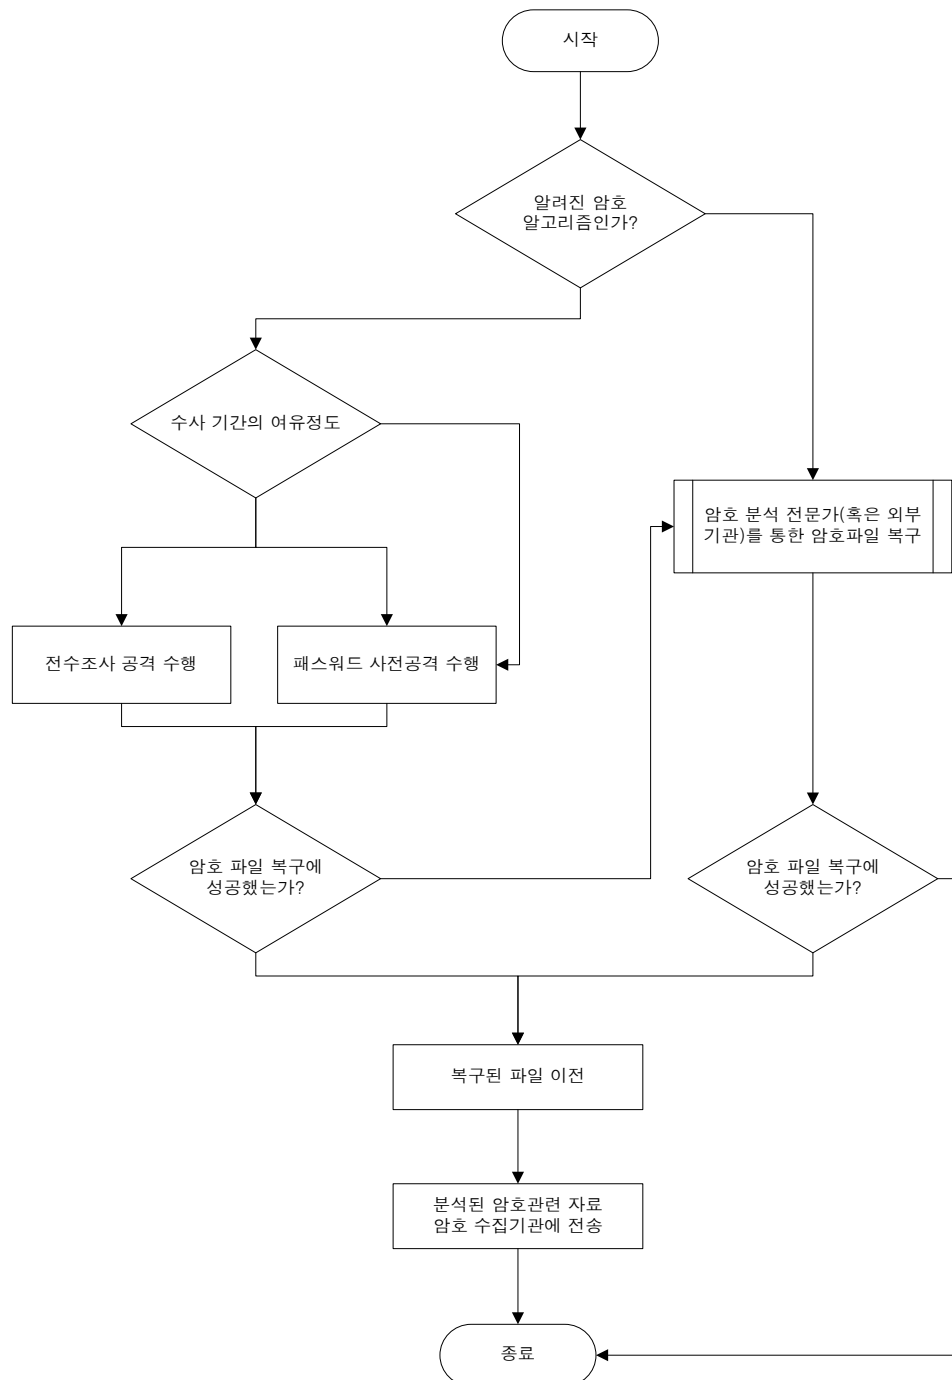 시작
알려진 암호
알고리즘인가?
수사 기간의 여유정도
암호 분석 전문가(혹은 외부
기관)를 통한 암호파일 복구
전수조사 공격 수행
패스워드 사전공격 수행
암호 파일 복구에
성공했는가?
암호 파일 복구에
성공했는가?
복구된 파일 이전
분석된 암호관련 자료
암호 수집기관에 전송
종료